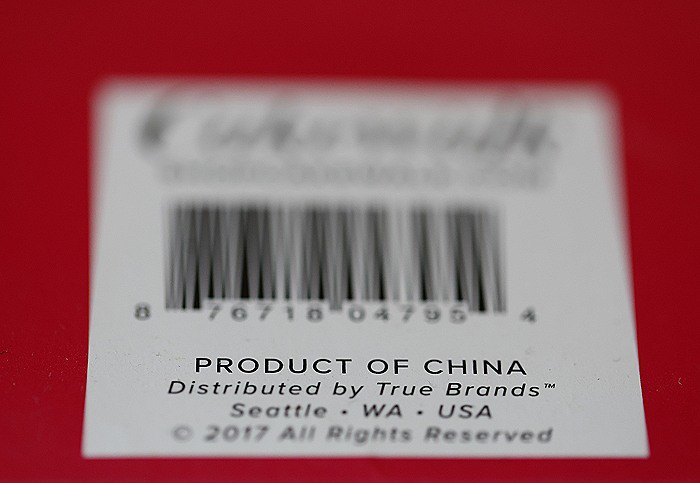 8 76718 04795 4
PRODUCT OF CHINA
Distributed by True Brands™
Seattle • WA • USA
© 2017 All Rights Reserved